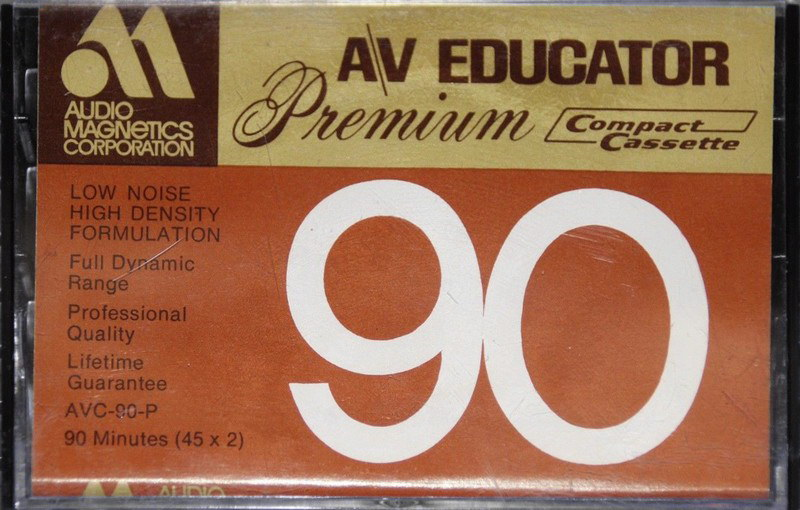 A\V EDUCATOR
Premium
Compact
Cassette
AUDIO
MAGNETICS
CORPORATION
LOW NOISE
HIGH DENSITY
FORMULATION
Full Dynamic
Range
Professional
Quality
Lifetime
Guarantee
AVC-90-P
90 Minutes (45 x 2)
90
AUDIO